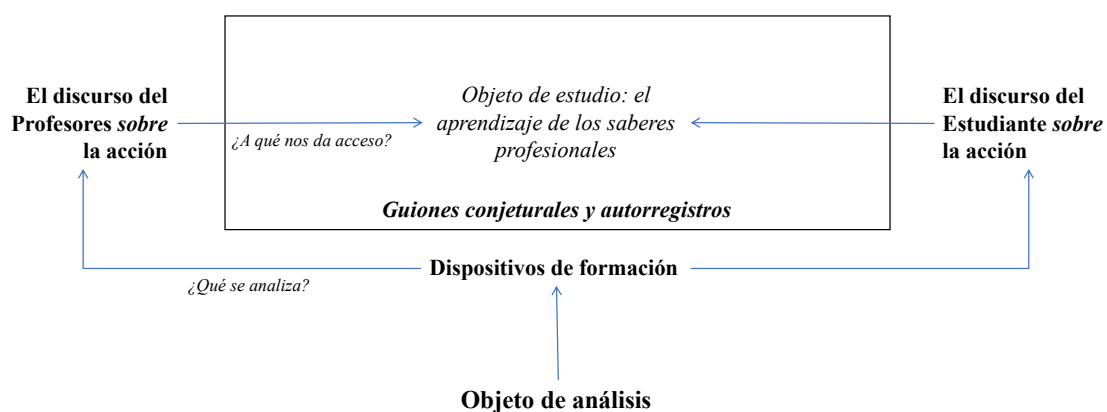 El discurso del
Profesores sobre
la acción
¿A qué nos da acceso?
Objeto de estudio: el
aprendizaje de los saberes
profesionales
El discurso del
Estudiante sobre
la acción
Guiones conjeturales y autorregistros
Dispositivos de formación
¿Qué se analiza?
Objeto de análisis